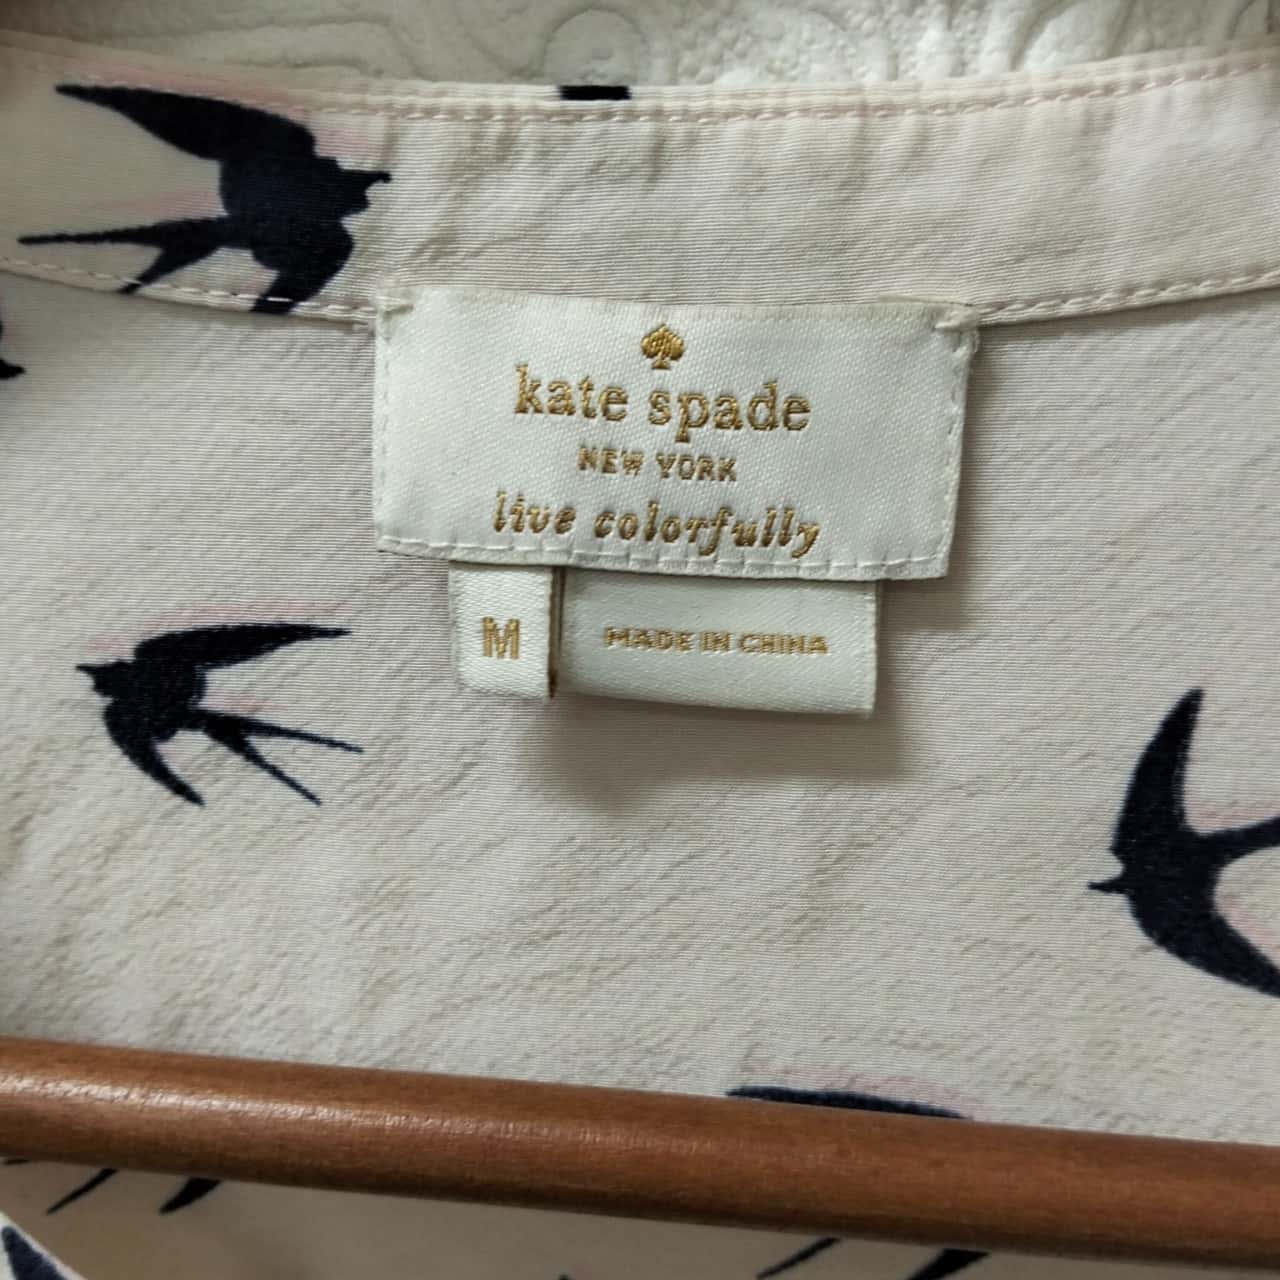 kate spade
NEW YORK
live colorfully
M
MADE IN CHINA